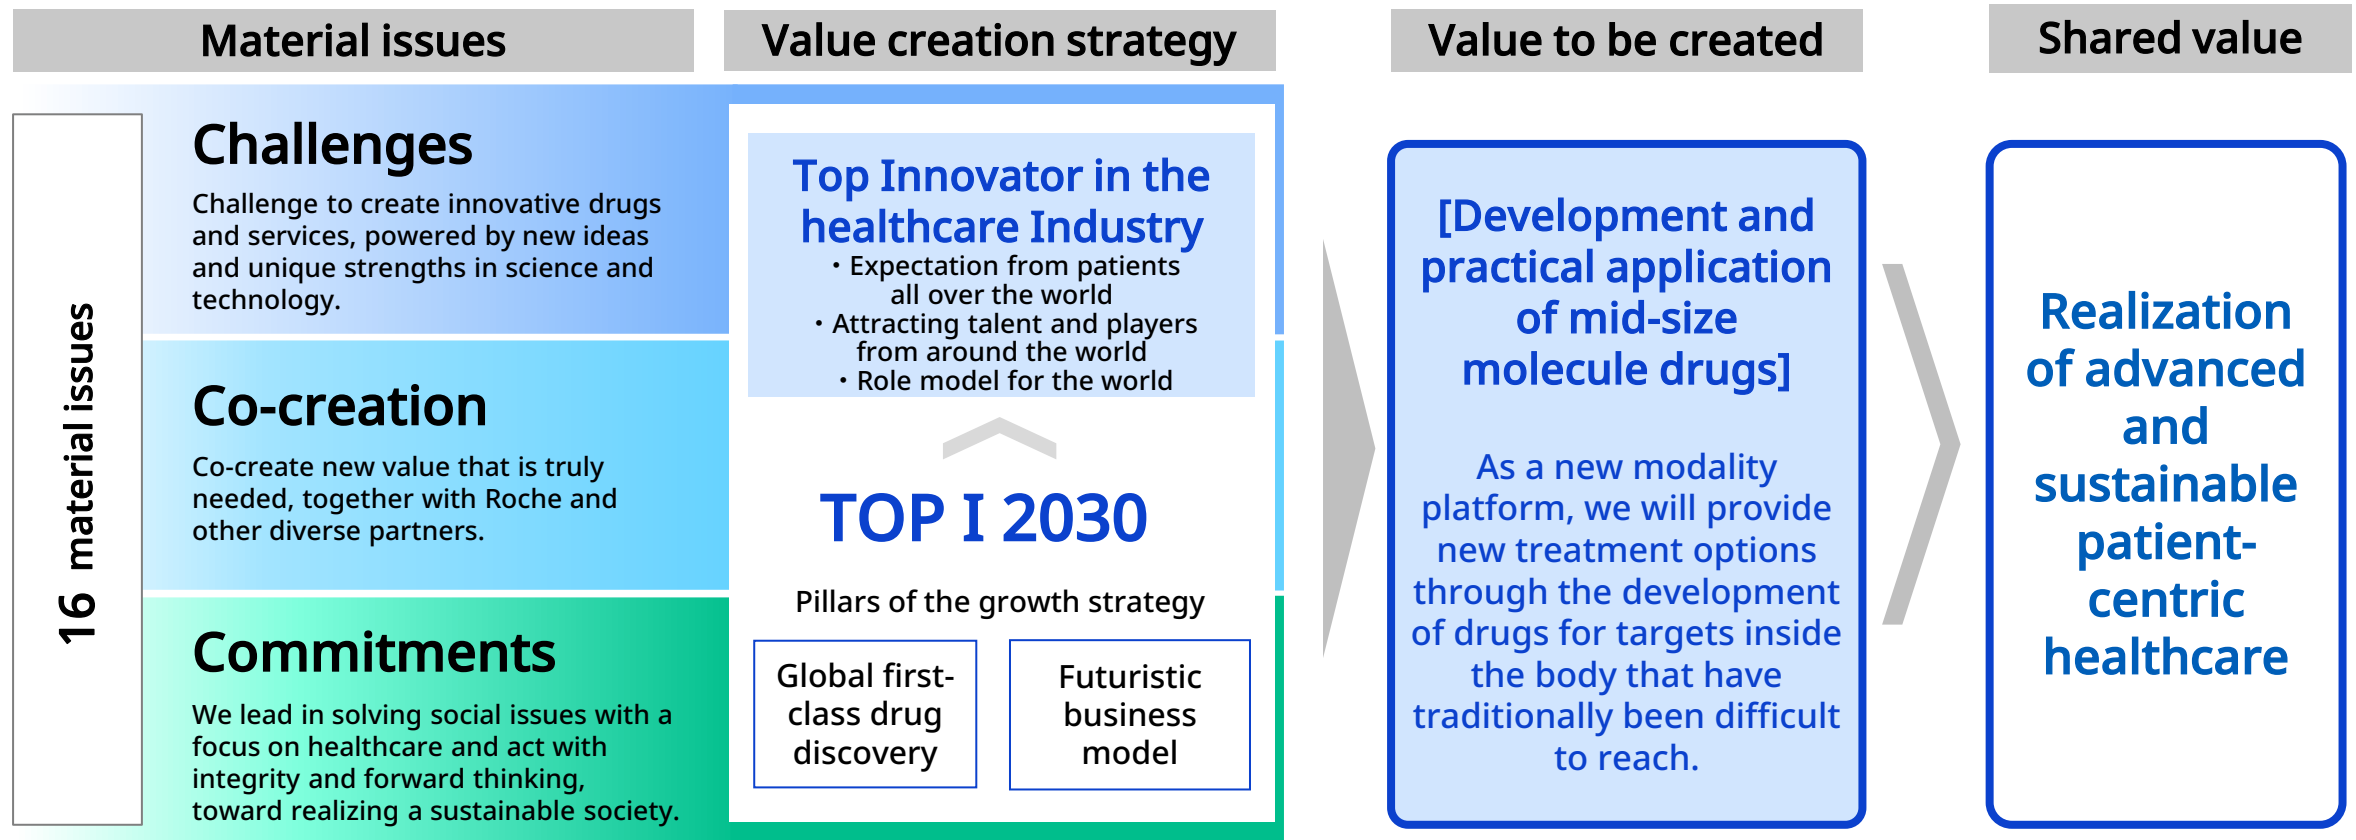 Material issues
Value creation strategy
Value to be created
Shared value
16 material issues
Challenges
Challenge to create innovative drugs
and services, powered by new ideas
and unique strengths in science and
technology.
Co-creation
Co-create new value that is truly
needed, together with Roche and
other diverse partners.
Commitments
We lead in solving social issues with a
focus on healthcare and act with
integrity and forward thinking,
toward realizing a sustainable society.
Top Innovator in the
healthcare Industry
・Expectation from patients
all over the world
・Attracting talent and players
from around the world
・Role model for the world
TOP I 2030
Pillars of the growth strategy
Global first-
class drug
discovery
Futuristic
business
model
[Development and
practical application
of mid-size
molecule drugs]
As a new modality
platform, we will provide
new treatment options
through the development
of drugs for targets inside
the body that have
traditionally been difficult
to reach.
Realization
of advanced
and
sustainable
patient-
centric
healthcare